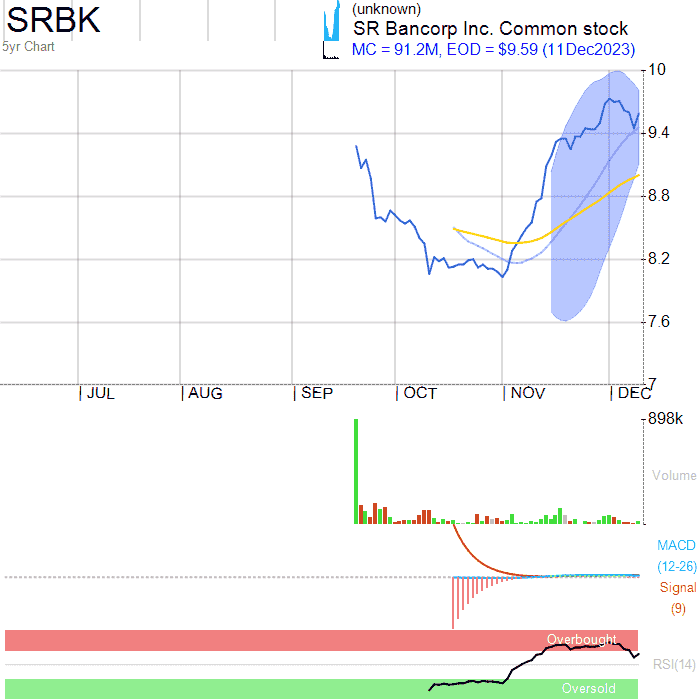 SRBK
5yr Chart
(unknown)
SR Bancorp Inc. Common stock
MC = 91.2M, EOD = $9.59 (11Dec2023)
10
9.4
8.8
8.2
7.6
7
JUL AUG SEP OCT NOV DEC
898k
Volume
MACD
(12-26)
Signal
(9)
Overbought
RSI(14)
Oversold